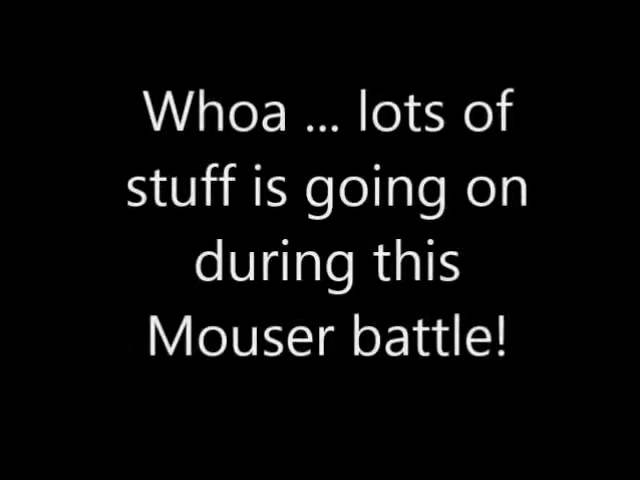 Whoa ... lots of
stuff is going on
during this
Mouser battle!